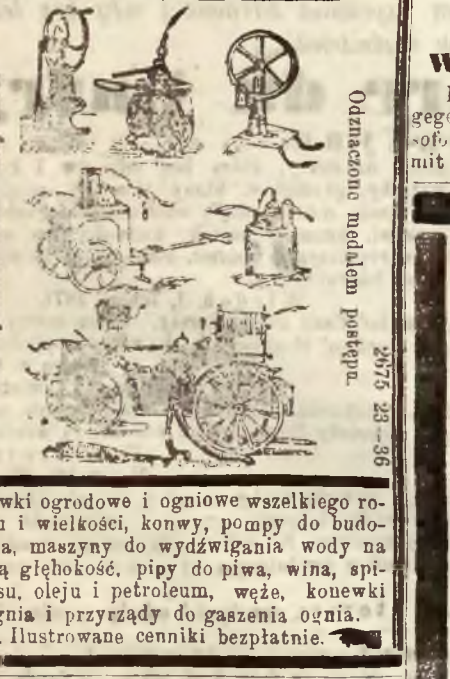 Odznaczono medalem postępu.
2675 23—36
wki ogrodowe i ogniowe wszelkiego ro-
u i wielkości, konwy, pompy do budo-
a, maszyny do wydźwigania wody na
ą głęhokość, pipy do piwa, wina, spi-
su, oleju i petroleum, węże, konewki
gnia i przyrządy do gaszenia ognia.
. Ilustrowane cenniki bezpłatnie.
W
gege
mit